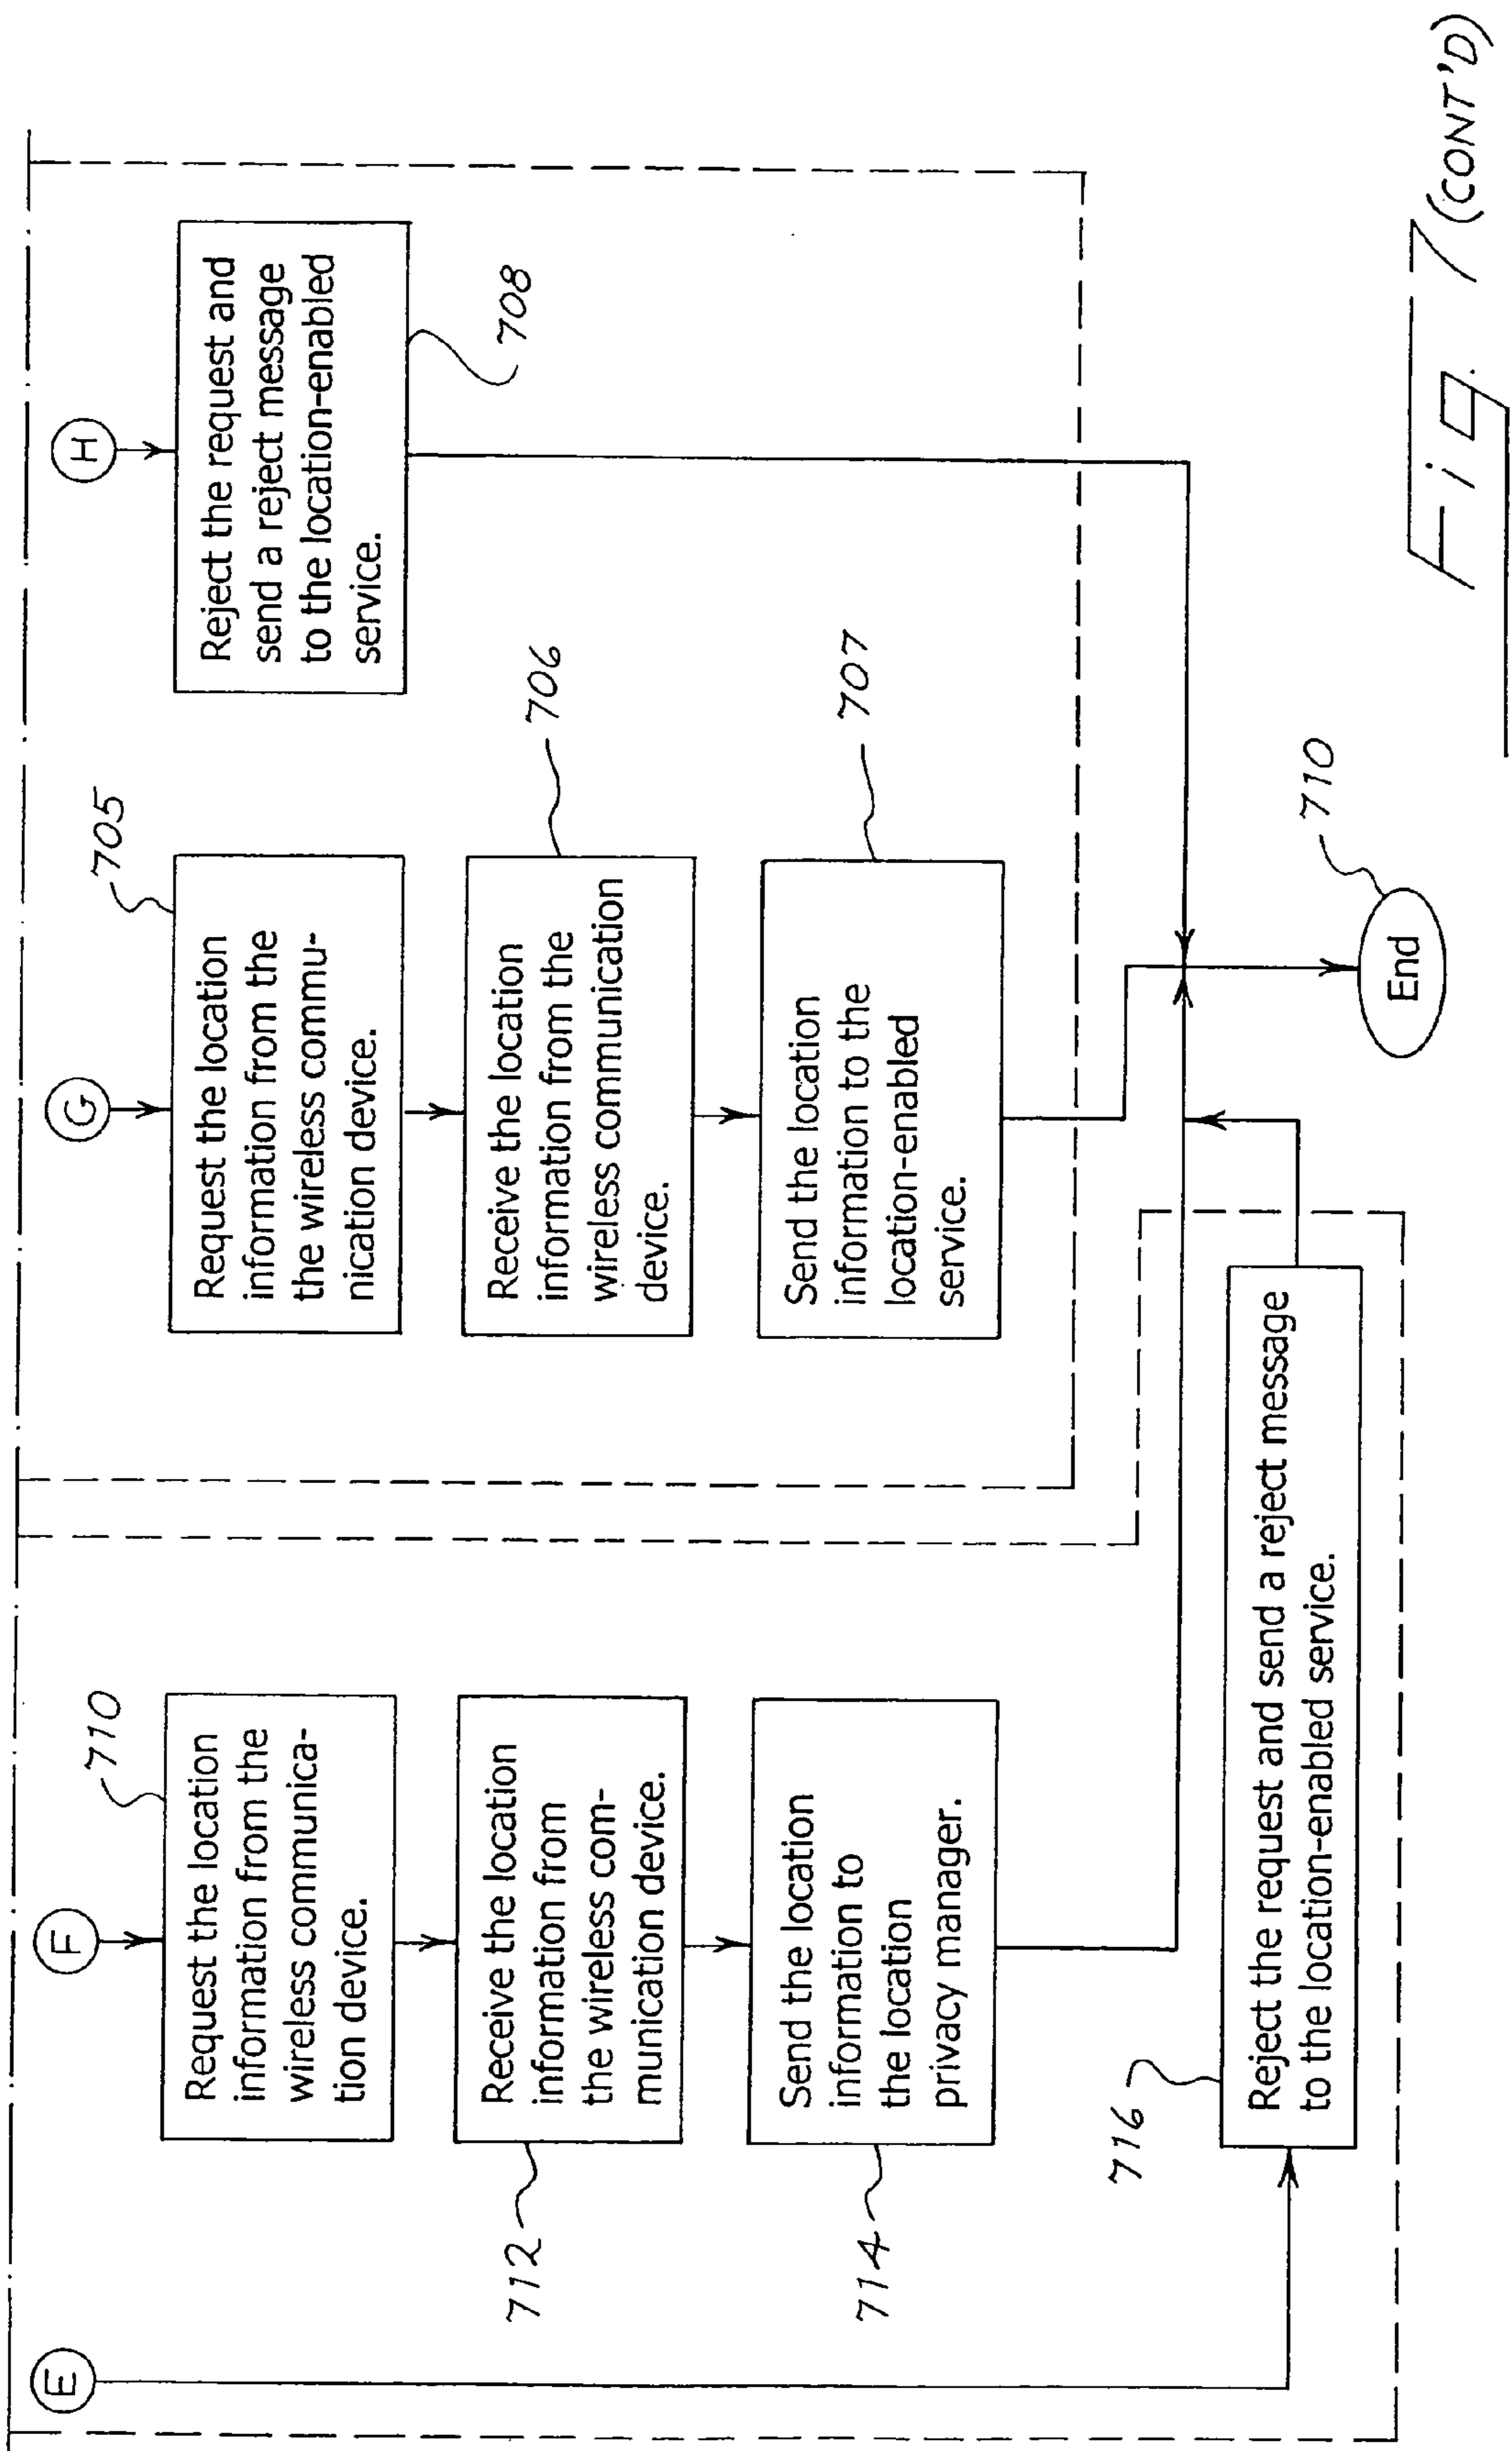 E
F
710
Request the location
information from the
wireless communica-
tion device.
712
Receive the location
information from
the wireless com-
munication device.
714
Send the location
information to
the location
privacy manager.
716
Reject the request and send a reject message
to the location-enabled service.
G
705
Request the location
information from the
the wireless commu-
nication device.
706
Receive the location
information from the
wireless communication
device.
707
Send the location
information to the
location-enabled
service.
H
Reject the request and
send a reject message
to the location-enabled
service.
708
710
End
Fig. 7 (CONT'D)